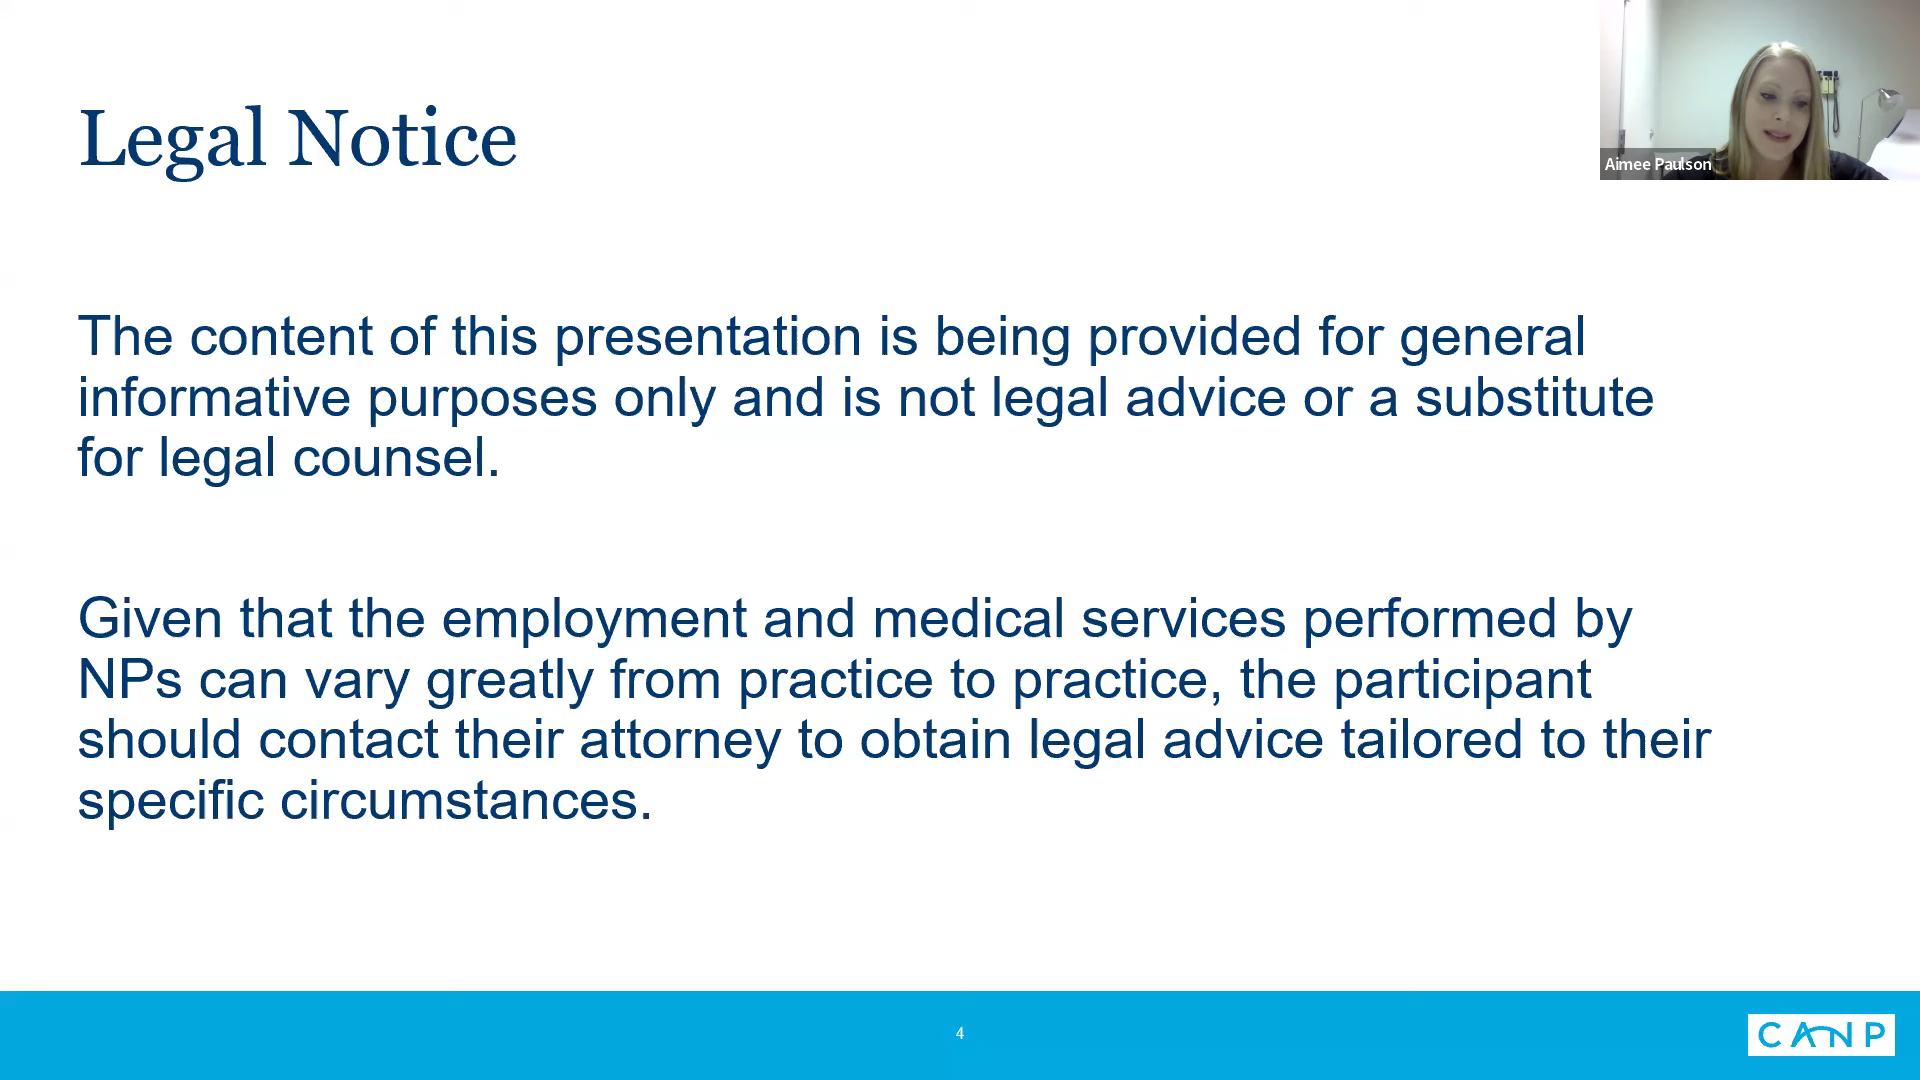 Legal Notice
Aimee Paulson
The content of this presentation is being provided for general
informative purposes only and is not legal advice or a substitute
for legal counsel.
Given that the employment and medical services performed by
NPs can vary greatly from practice to practice, the participant
should contact their attorney to obtain legal advice tailored to their
specific circumstances.
4
CANP